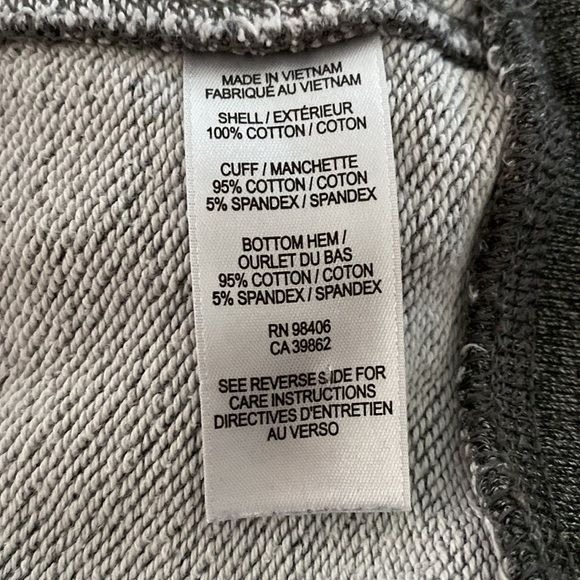 MADE IN VIETNAM
FABRIQUÉ AU VIETNAM
SHELL / EXTÉRIEUR
100% COTTON / COTON
CUFF / MANCHETTE
95% COTTON / COTON
5% SPANDEX / SPANDEX
BOTTOM HEM /
OURLET DU BAS
95% COTTON / COTON
5% SPANDEX / SPANDEX
RN 98406
CA 39862
SEE REVERSE SIDE FOR
CARE INSTRUCTIONS
DIRECTIVES D'ENTRETIEN
AU VERSO